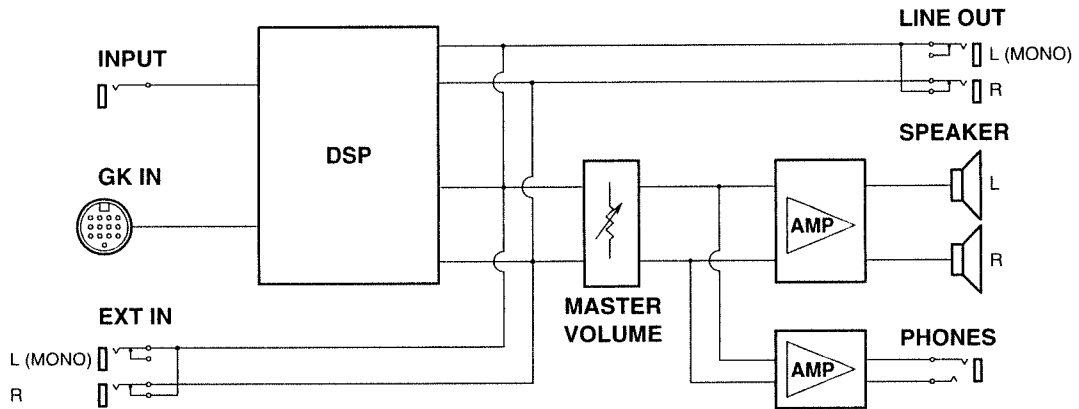 LINE OUT
INPUT
L (MONO)
R
DSP
SPEAKER
GK IN
L
AMP
R
EXT IN
MASTER
VOLUME
PHONES
L (MONO)
AMP
R